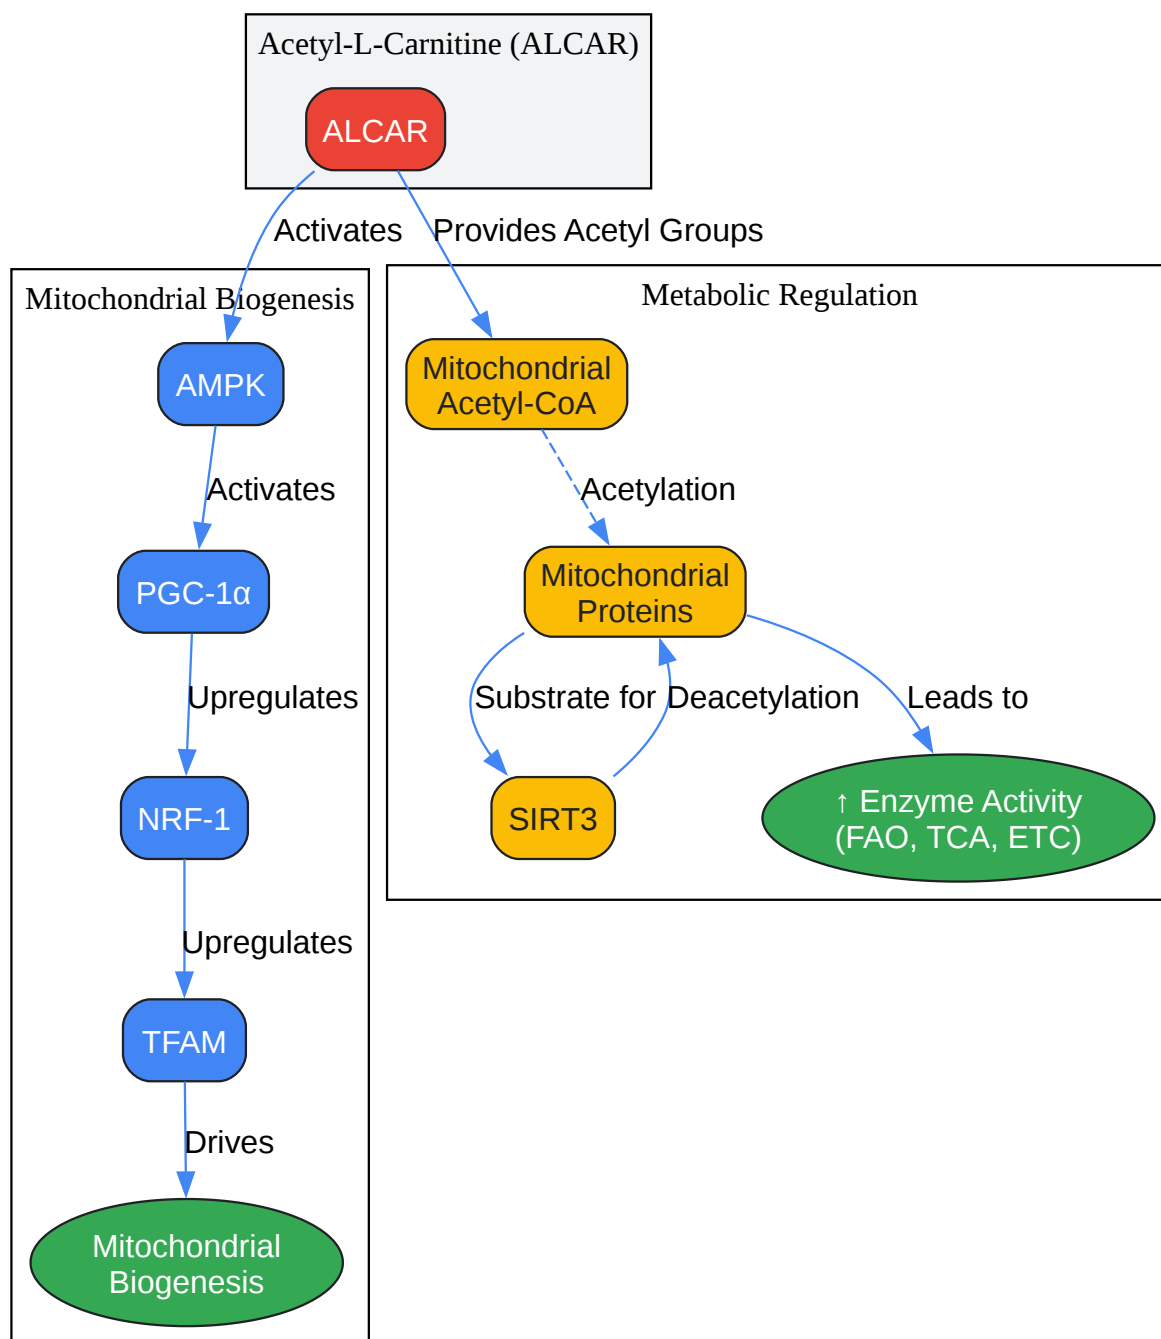 Acetyl-L-Carnitine (ALCAR)
ALCAR
Activates
Provides Acetyl Groups
Mitochondrial Biogenesis
AMPK
Activates
PGC-1α
Upregulates
NRF-1
Upregulates
TFAM
Drives
Mitochondrial
Biogenesis
Metabolic Regulation
Mitochondrial
Acetyl-CoA
Acetylation
Mitochondrial
Proteins
Substrate for
Deacetylation
Leads to
SIRT3
↑ Enzyme Activity
(FAO, TCA, ETC)